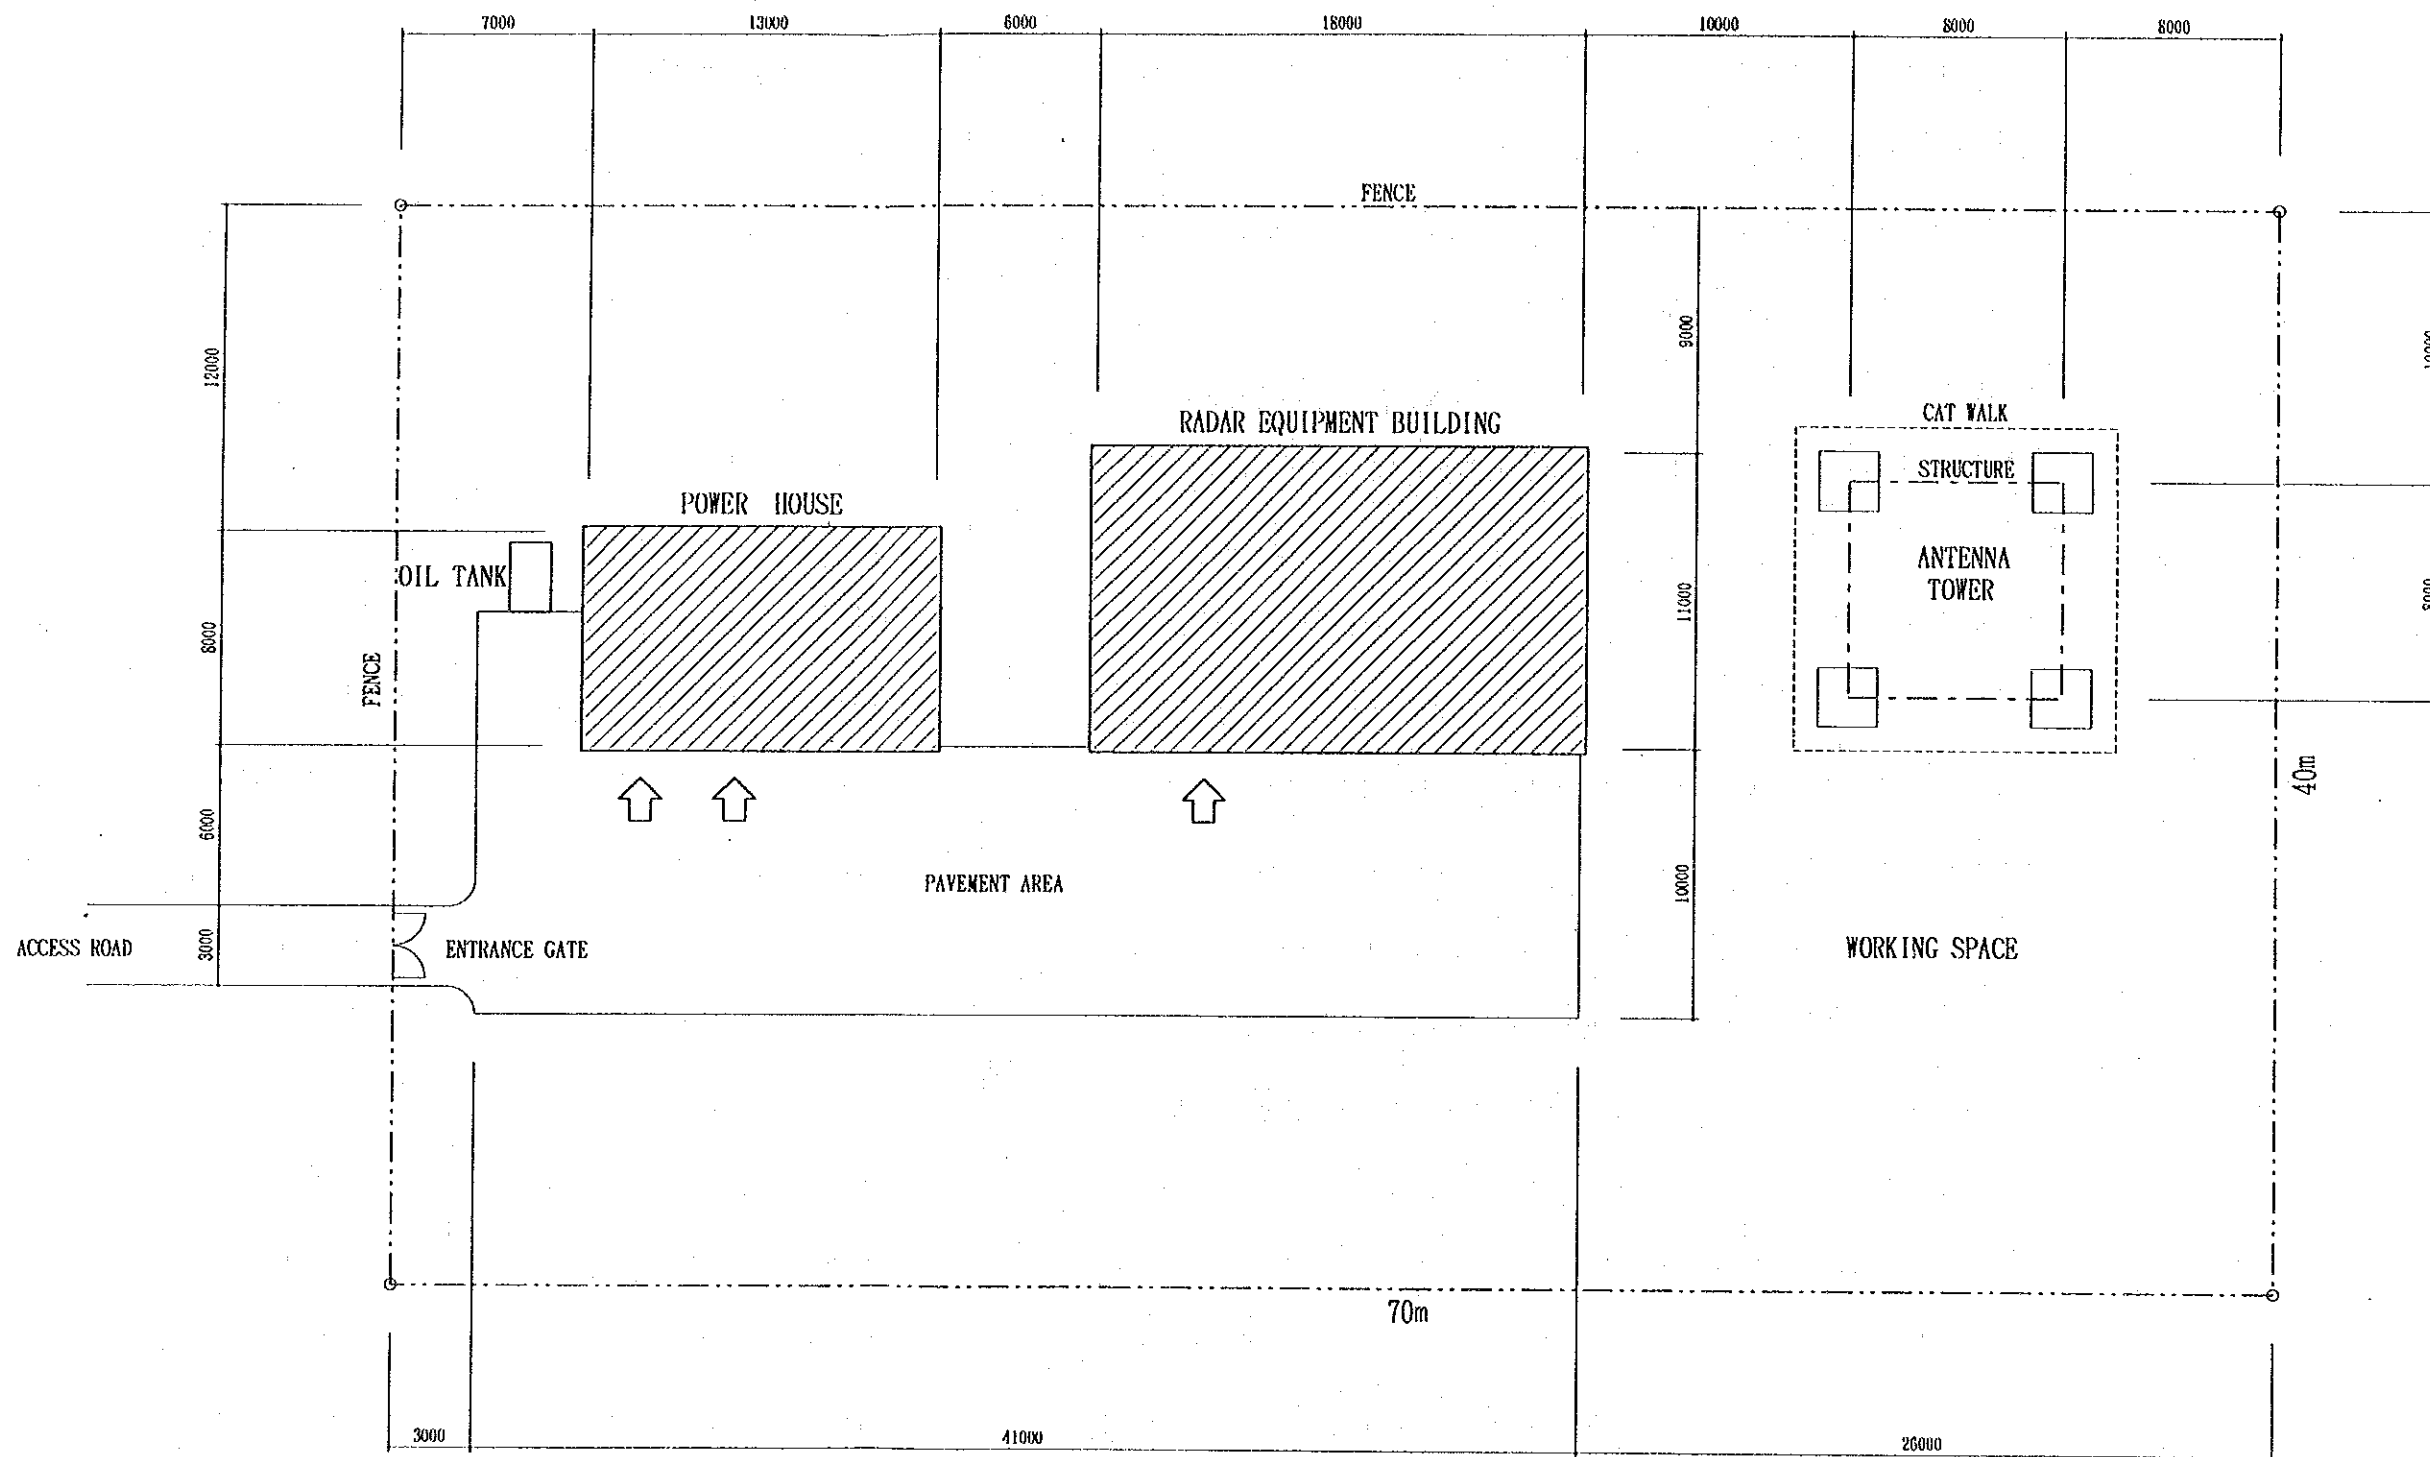 7000 13000 6000 18000 10000 8000 8000
FENCE
12000
9000
RADAR EQUIPMENT BUILDING
CAT WALK
STRUCTURE
POWER HOUSE
ANTENNA
TOWER
OIL TANK
11000
8000
FENCE
40m
6000
PAVEMENT AREA
10000
3000
ACCESS ROAD
ENTRANCE GATE
WORKING SPACE
70m
3000 41000 26000